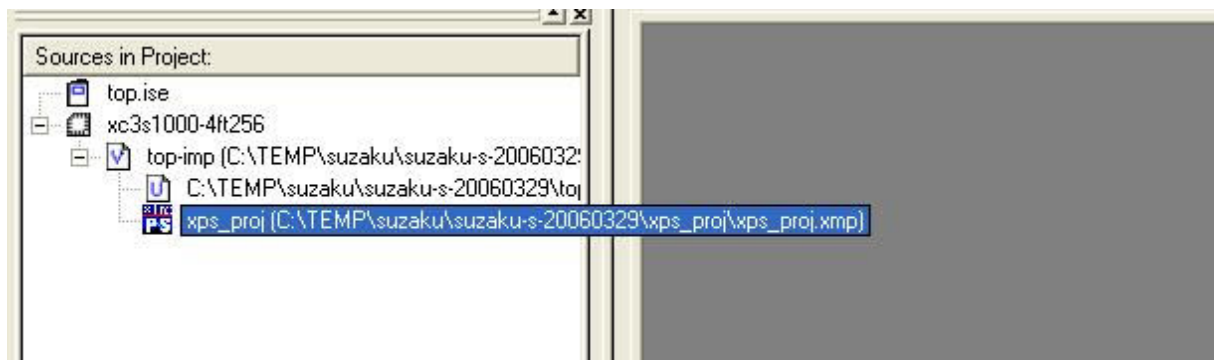 Sources in Project:
top.ise
xc3s1000-4ft256
top-imp (C:\TEMP\suzaku\suzaku-s-2006032
C:\TEMP\suzaku\suzaku-s-20060329\to
xps_proj (C:\TEMP\suzaku\suzaku-s-20060329\xps_proj\xps_proj.xmp)